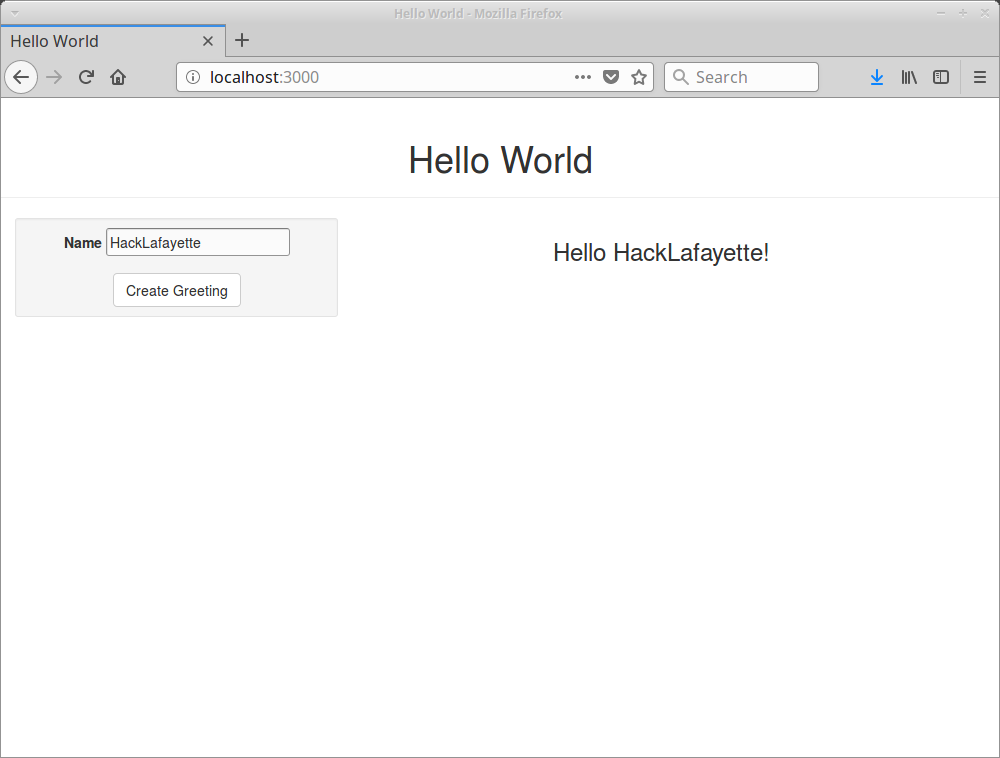 Hello World - Mozilla Firefox
Hello World
localhost:3000
Search
Hello World
Name HackLafayette
Create Greeting
Hello HackLafayette!